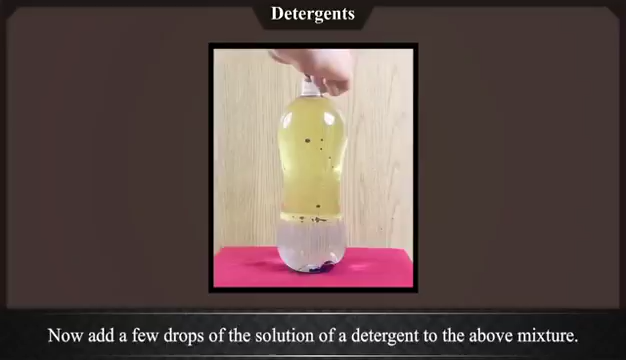 Detergents
Now add a few drops of the solution of a detergent to the above mixture.